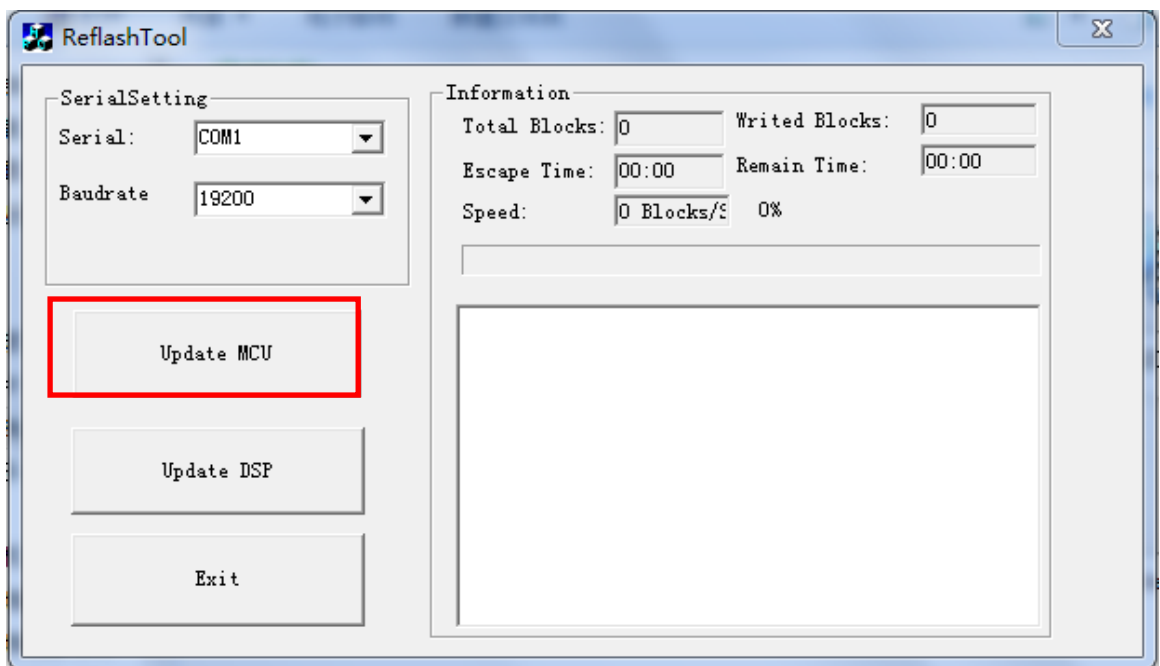 ReflashTool
SerialSetting
Serial: COM1
Baudrate 19200
Update MCU
Update DSP
Exit
Information
Total Blocks: 0 Writed Blocks: 0
Escape Time: 00:00 Remain Time: 00:00
Speed: 0 Blocks/S 0%